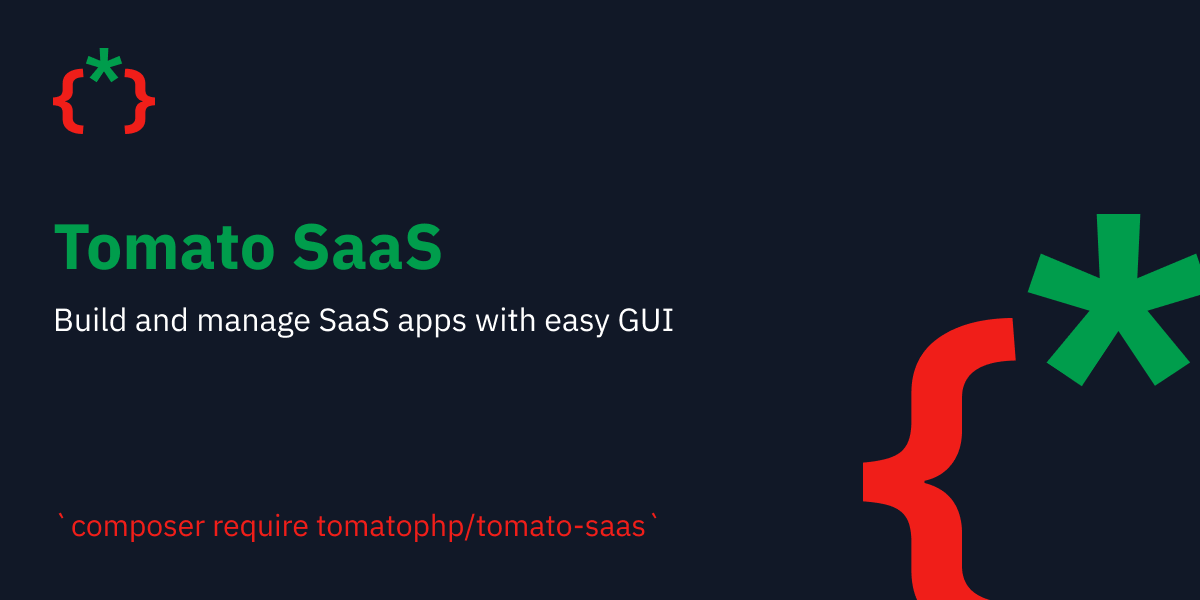 Tomato SaaS
Build and manage SaaS apps with easy GUI
`composer require tomatophp/tomato-saas`